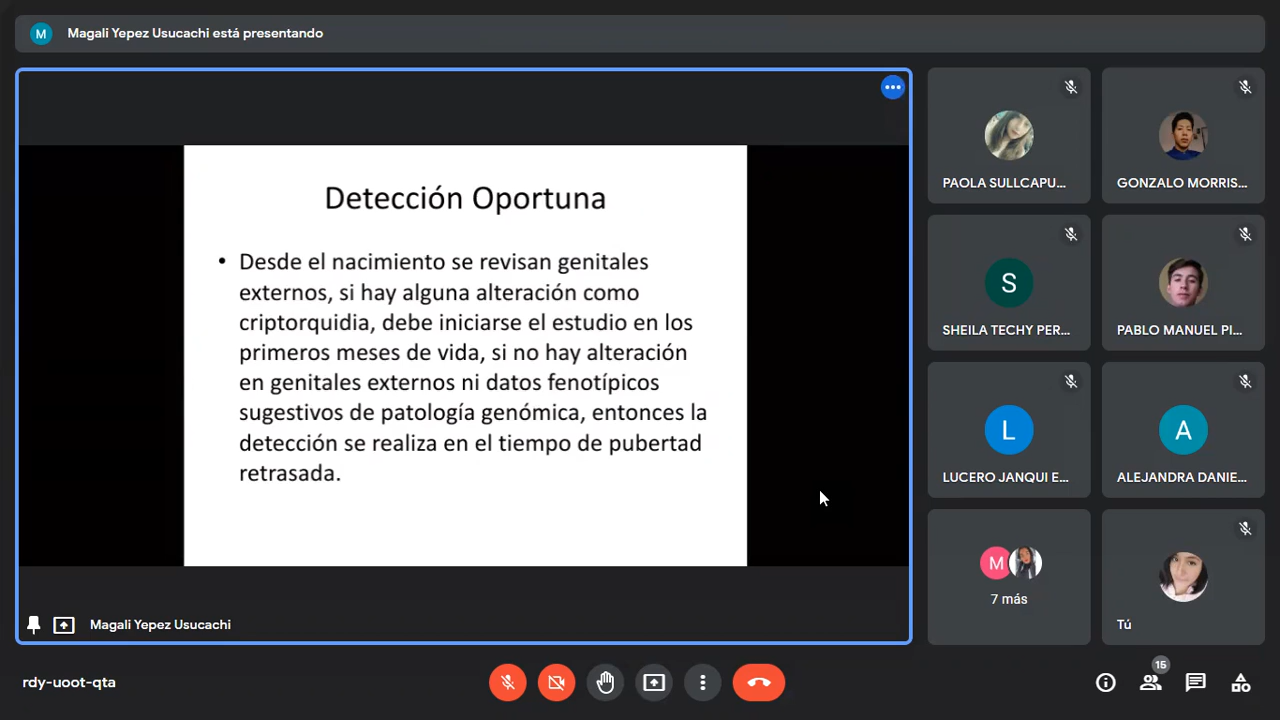 M
Magali Yepez Usucachi está presentando
Detección Oportuna
• Desde el nacimiento se revisan genitales
externos, si hay alguna alteración como
criptorquidia, debe iniciarse el estudio en los
primeros meses de vida, si no hay alteración
en genitales externos ni datos fenotípicos
sugestivos de patología genómica, entonces la
detección se realiza en el tiempo de pubertad
retrasada.
Magali Yepez Usucachi
PAOLA SULLCAPU...
GONZALO MORRIS...
S
SHEILA TECHY PER...
PABLO MANUEL PI...
L
LUCERO JANQUI E...
A
ALEJANDRA DANIE...
M
7 más
Tú
rdy-uoot-qta
15